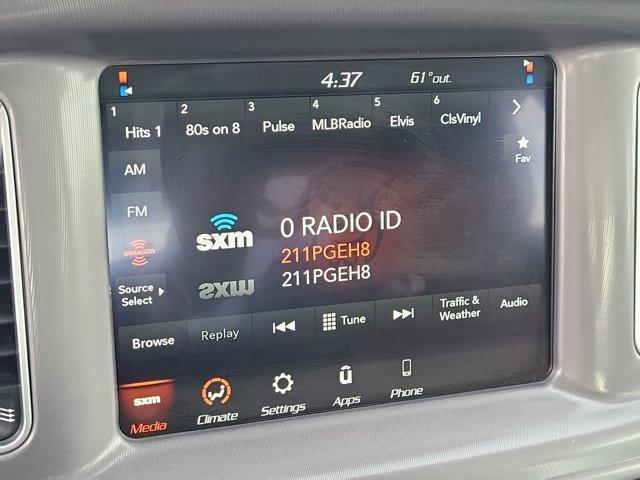 4:37 61°out.
1 2 3 4 5 6
Hits 1 80s on 8 Pulse MLBRadio Elvis ClsVinyl
Fav
AM
FM
SIRIUSXM
sxm
0 RADIO ID
211PGEH8
211PGEH8
Source
Select
Browse Replay Tune Traffic &
Weather Audio
sxm
Media Climate Settings Apps Phone